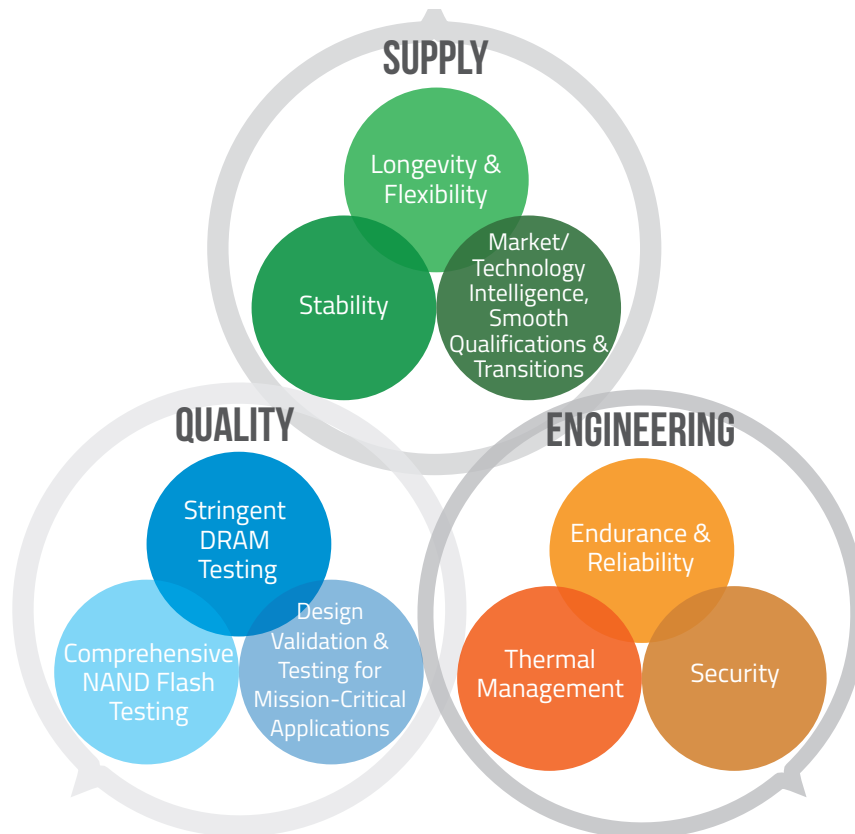 SUPPLY
Longevity &
Flexibility
Stability
Market/
Technology
Intelligence,
Smooth
Qualifications &
Transitions
QUALITY
Stringent
DRAM
Testing
Comprehensive
NAND Flash
Testing
Design
Validation &
Testing for
Mission-Critical
Applications
ENGINEERING
Endurance &
Reliability
Thermal
Management
Security